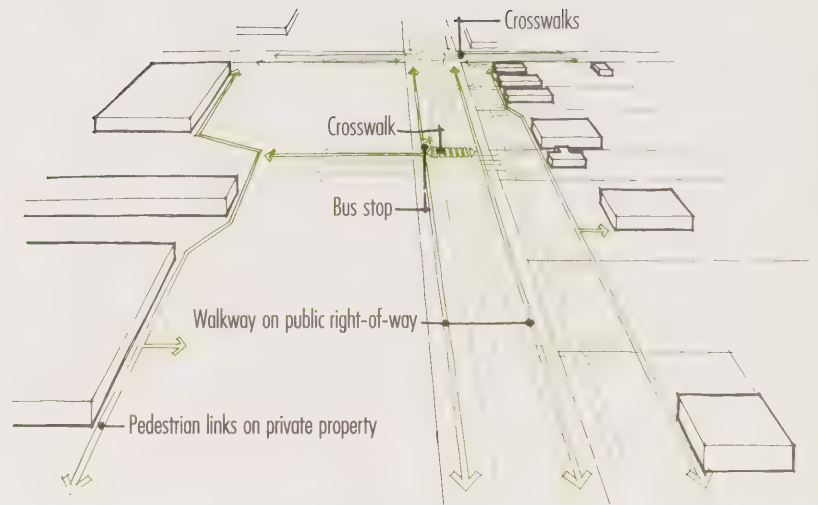 Crosswalks
Crosswalk
Bus stop
Walkway on public right-of-way
Pedestrian links on private property